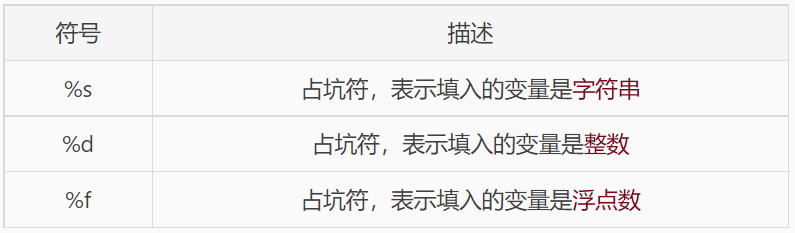 符号 描述
%s 占坑符，表示填入的变量是字符串
%d 占坑符，表示填入的变量是整数
%f 占坑符，表示填入的变量是浮点数